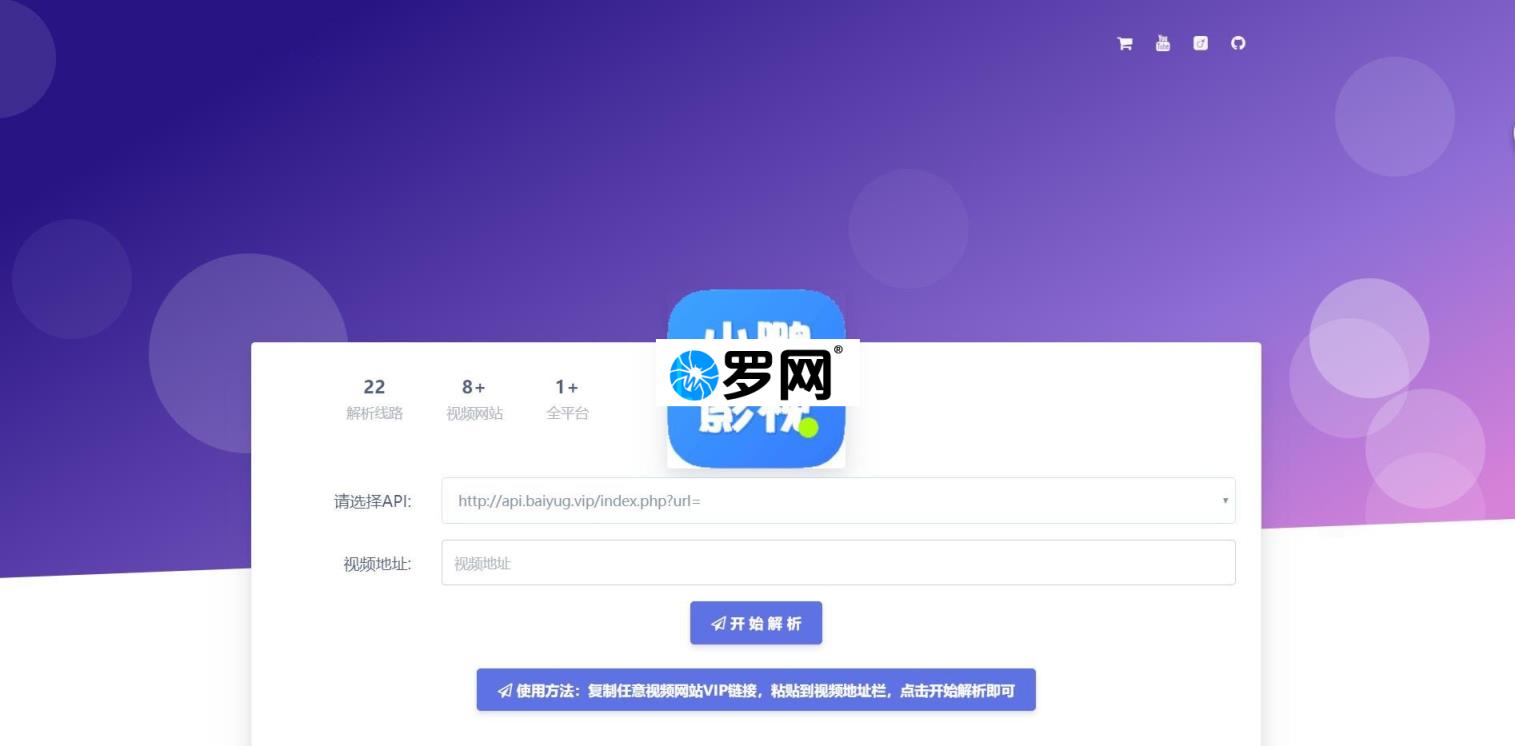 罗网®
22
解析线路
8+
视频网站
1+
全平台
请选择API:
http://api.baiyug.vip/index.php?url=
视频地址:
视频地址
开 始 解 析
使用方法：复制任意视频网站VIP链接，粘贴到视频地址栏，点击开始解析即可